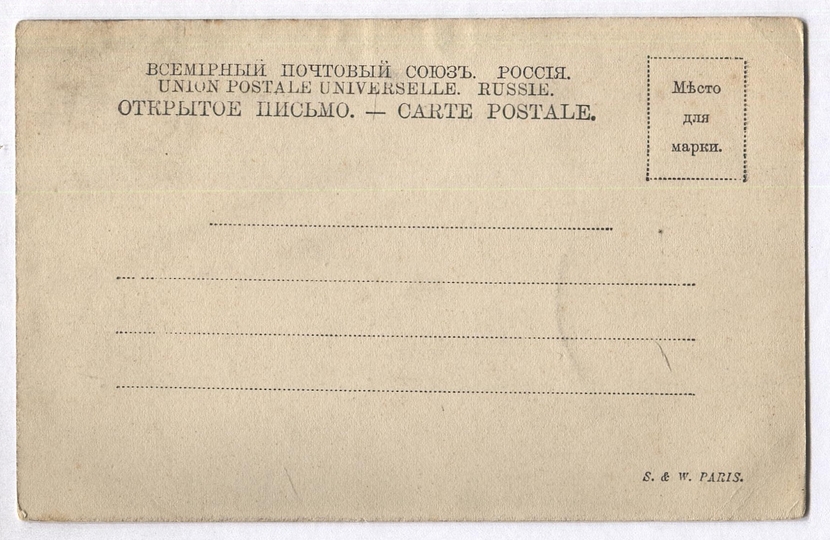 ВСЕМІРНЫЙ ПОЧТОВЫЙ СОЮЗЪ. РОССІЯ.
UNION POSTALE UNIVERSELLE. RUSSIE.
ОТКРЫТОЕ ПИСЬМО. — CARTE POSTALE.
Мѣсто
для
марки.
S. & W. PARIS.